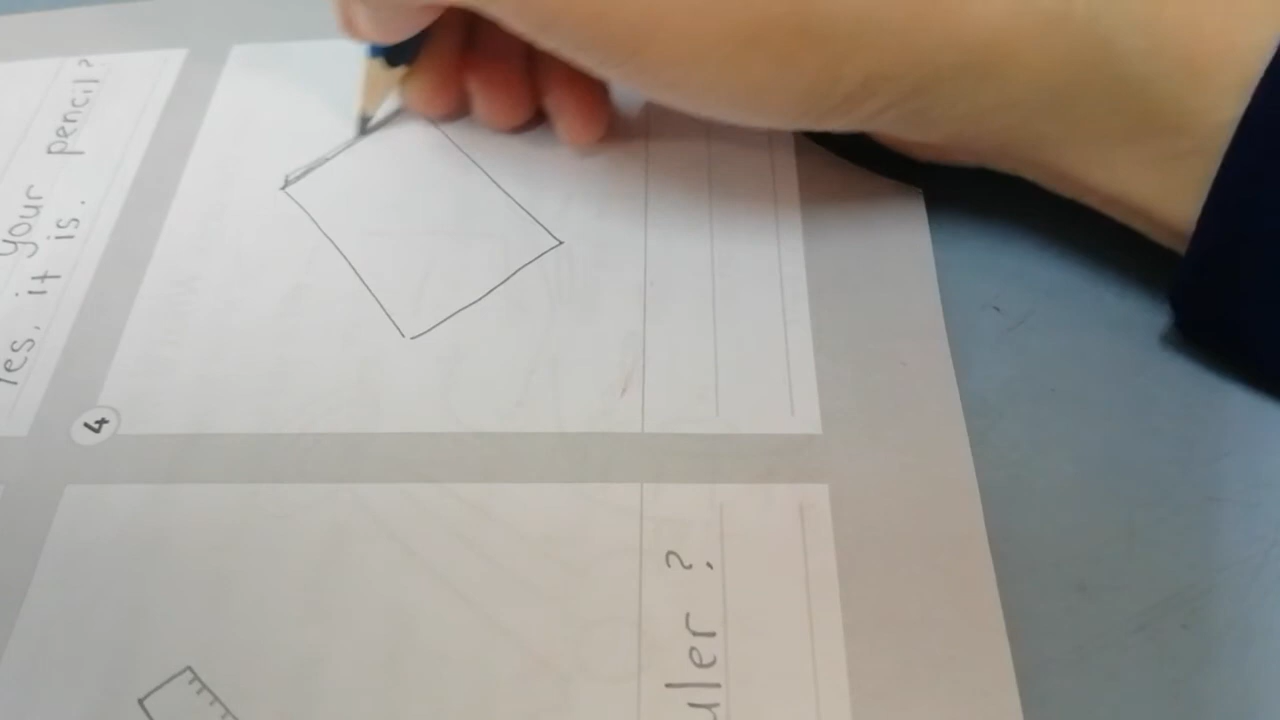 your pencil?
Yes, it is.
4
uler ?